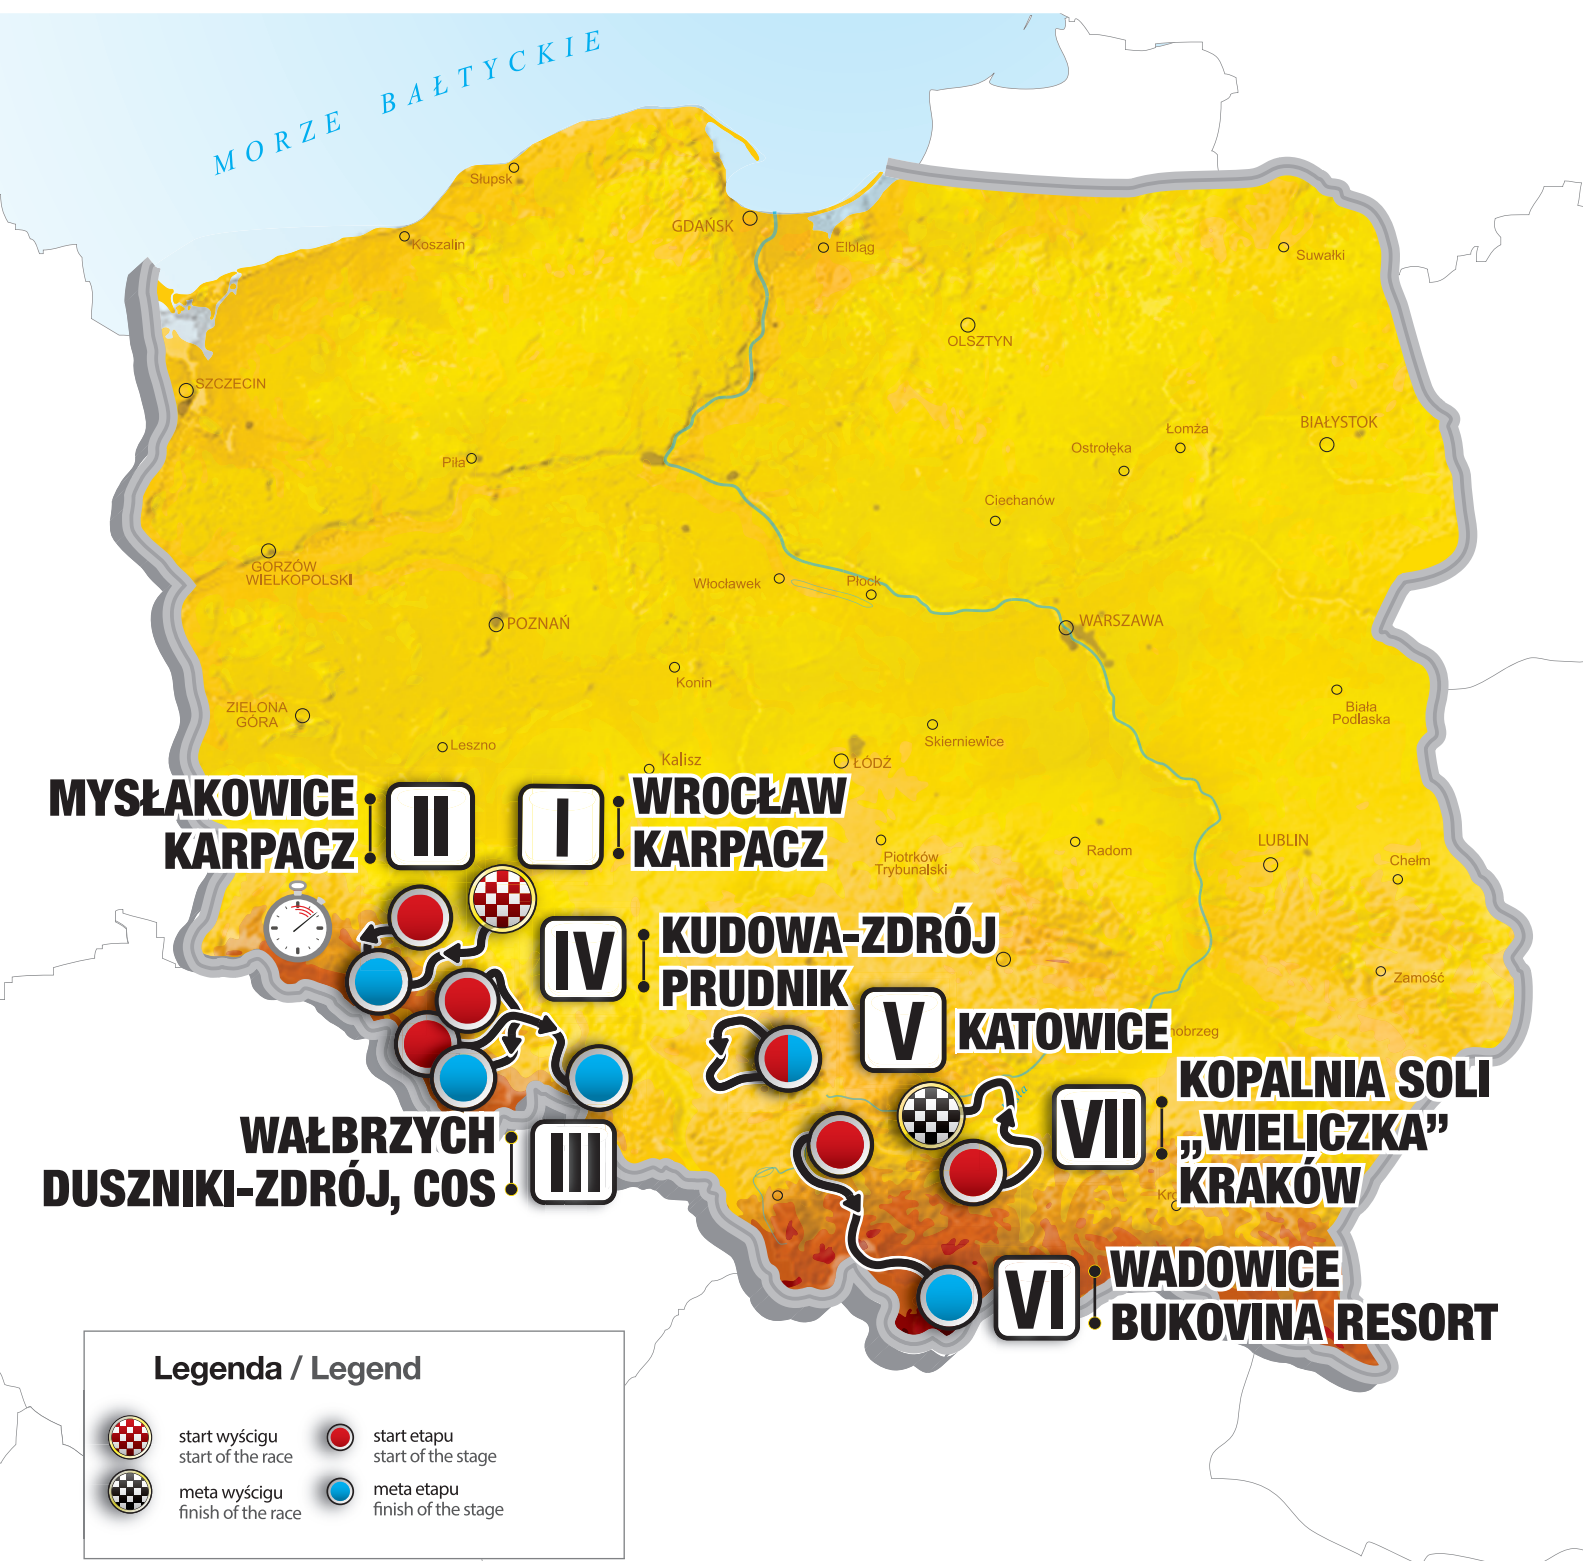 MORZE BAŁTYCKIE
Słupsk
GDAŃSK
Koszalin
Elbląg
Suwałki
OLSZTYN
SZCZECIN
BIAŁYSTOK
Łomża
Ostrołęka
Piła
Ciechanów
GORZÓW
WIELKOPOLSKI
Włocławek
Płock
POZNAŃ
WARSZAWA
Konin
ZIELONA
GÓRA
Biała
Podlaska
Leszno
Skierniewice
Kalisz
ŁÓDŹ
MYSŁAKOWICE
KARPACZ
II
I
WROCŁAW
KARPACZ
Piotrków
Trybunalski
Radom
LUBLIN
Chełm
IV
KUDOWA-ZDRÓJ
PRUDNIK
Zamość
V
KATOWICE
nobrzeg
VII
KOPALNIA SOLI
„WIELICZKA”
KRAKÓW
Kro
WAŁBRZYCH
DUSZNIKI-ZDRÓJ, COS
III
VI
WADOWICE
BUKOVINA RESORT
Legenda / Legend
start wyścigu
start of the race
start etapu
start of the stage
meta wyścigu
finish of the race
meta etapu
finish of the stage